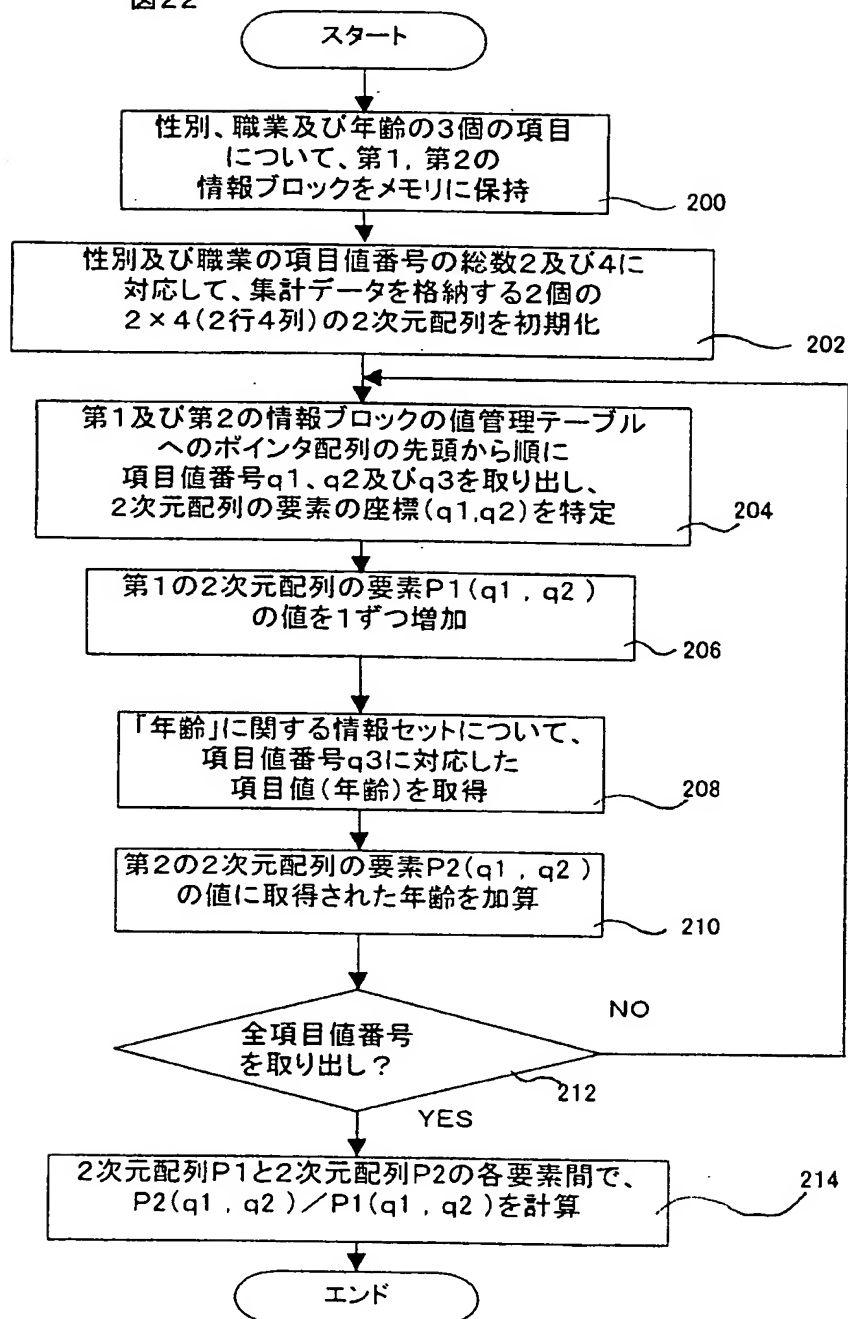 図22
スタート
性別、職業及び年齢の3個の項目
について、第1, 第2の
情報ブロックをメモリに保持
200
性別及び職業の項目値番号の総数2及び4に
対応して、集計データを格納する2個の
2×4(2行4列)の2次元配列を初期化
202
第1及び第2の情報ブロックの値管理テーブル
へのポインタ配列の先頭から順に
項目値番号q1、q2及びq3を取り出し、
2次元配列の要素の座標(q1,q2)を特定
204
第1の2次元配列の要素P1(q1 , q2 )
の値を1ずつ増加
206
「年齢」に関する情報セットについて、
項目値番号q3に対応した
項目値(年齢)を取得
208
第2の2次元配列の要素P2(q1 , q2 )
の値に取得された年齢を加算
210
全項目値番号
を取り出し?
NO
212
YES
2次元配列P1と2次元配列P2の各要素間で、
P2(q1 , q2 )/P1(q1 , q2 )を計算
214
エンド